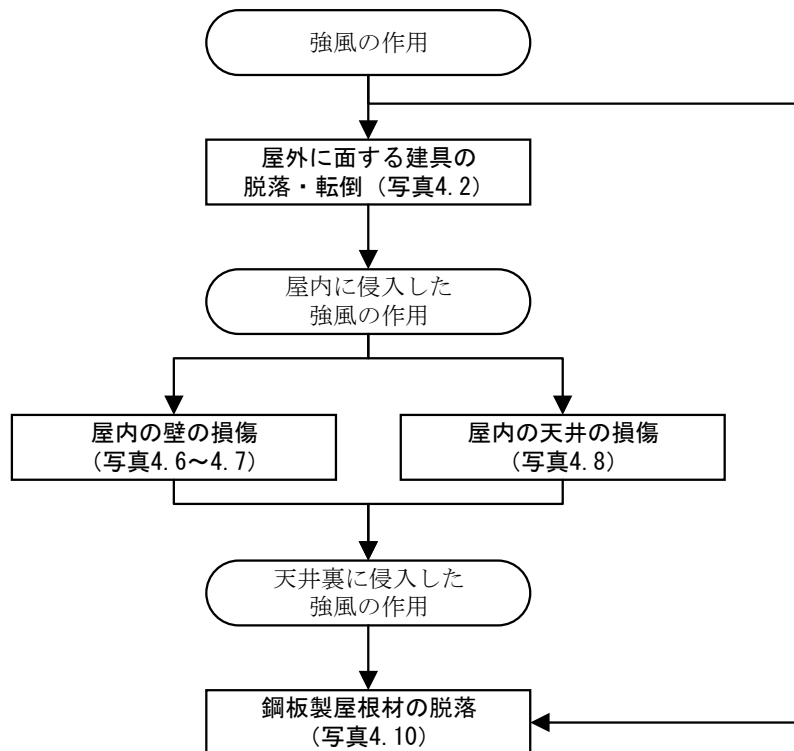 強風の作用
屋外に面する建具の
脱落・転倒（写真4.2）
屋内に侵入した
強風の作用
屋内の壁の損傷
（写真4.6～4.7）
屋内の天井の損傷
（写真4.8）
天井裏に侵入した
強風の作用
鋼板製屋根材の脱落
（写真4.10）